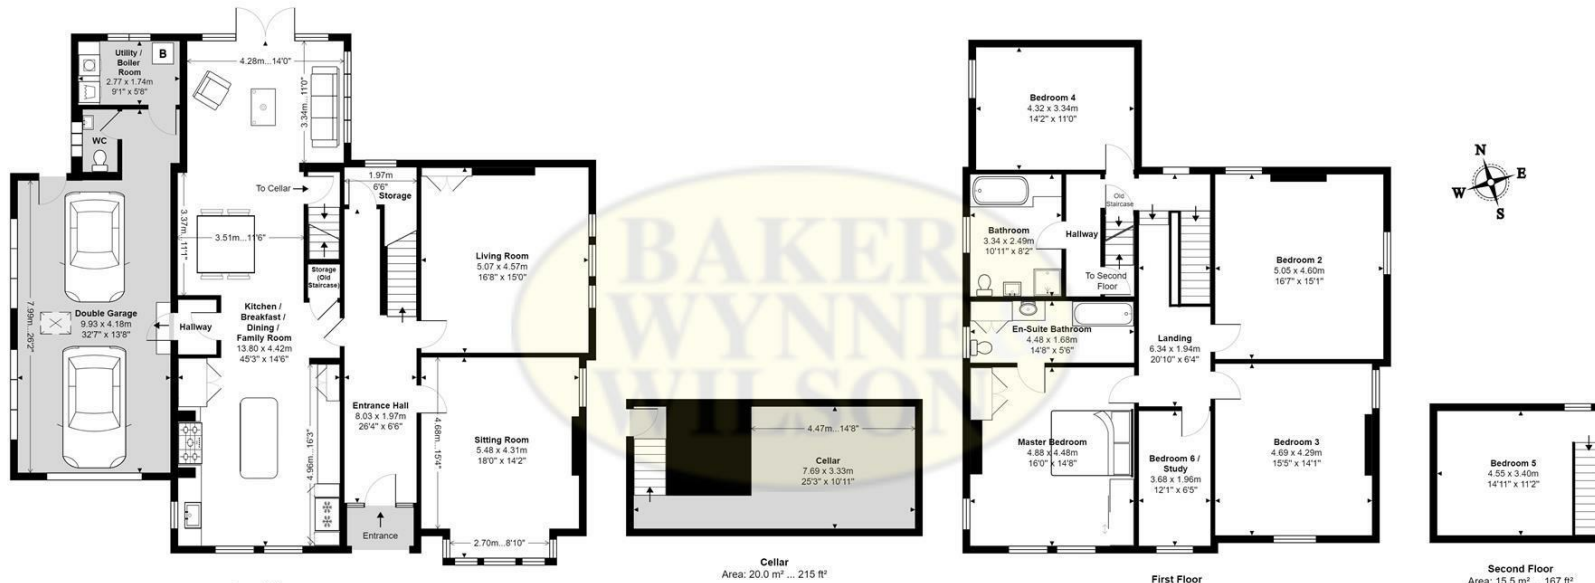 Utility /
Boiler
Room
2.77 x 1.74m
9'1" x 5'8"
B
4.28m...14'0"
3.34m...11'0"
WC
To Cellar
1.97m
6'6"
Storage
3.37m...11'1"
3.51m...11'6"
Storage
(Old
Staircase)
Living Room
5.07 x 4.57m
16'8" x 15'0"
7.99m...26'2"
Double Garage
9.93 x 4.18m
32'7" x 13'8"
Hallway
Kitchen /
Breakfast /
Dining /
Family Room
13.80 x 4.42m
45'3" x 14'6"
4.96m...16'3"
Entrance Hall
8.03 x 1.97m
26'4" x 6'6"
4.68m...15'4"
Sitting Room
5.48 x 4.31m
18'0" x 14'2"
Entrance
2.70m...8'10"
BAKER
WYNNE
WILSON
4.47m...14'8"
Cellar
7.69 x 3.33m
25'3" x 10'11"
Cellar
Area: 20.0 m² ... 215 ft²
Bedroom 4
4.32 x 3.34m
14'2" x 11'0"
Old
Staircase
Bathroom
3.34 x 2.49m
10'11" x 8'2"
Hallway
To Second
Floor
Bedroom 2
5.05 x 4.60m
16'7" x 15'1"
En-Suite Bathroom
4.48 x 1.68m
14'8" x 5'6"
Landing
6.34 x 1.94m
20'10" x 6'4"
Master Bedroom
4.88 x 4.48m
16'0" x 14'8"
Bedroom 6 /
Study
3.68 x 1.96m
12'1" x 6'5"
Bedroom 3
4.69 x 4.29m
15'5" x 14'1"
First Floor
N
E
W
S
Bedroom 5
4.55 x 3.40m
14'11" x 11'2"
Second Floor
Area: 15.5 m² ... 167 ft²